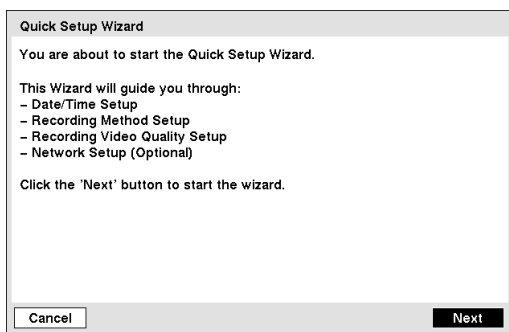 Quick Setup Wizard
You are about to start the Quick Setup Wizard.
This Wizard will guide you through:
– Date/Time Setup
– Recording Method Setup
– Recording Video Quality Setup
– Network Setup (Optional)
Click the 'Next' button to start the wizard.
Cancel
Next